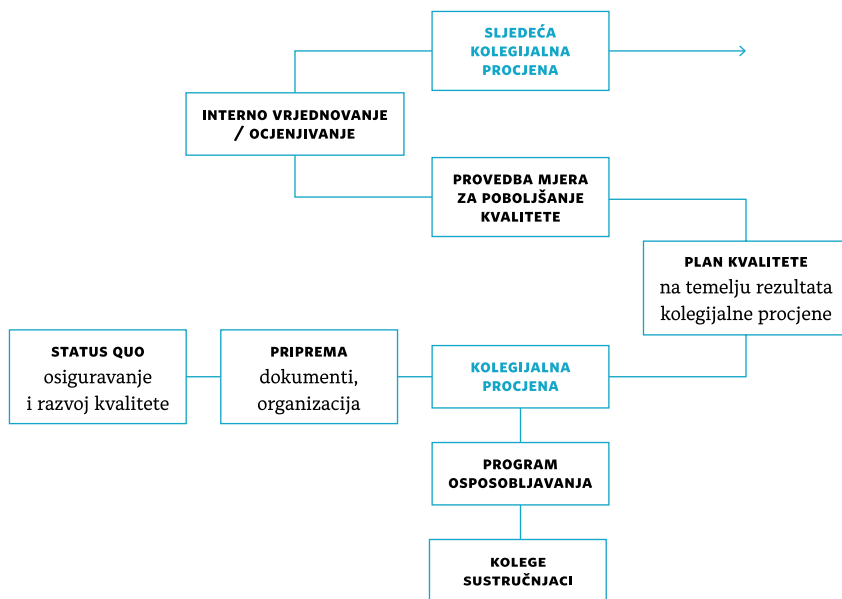 SLJEDEĆA
KOLEGIJALNA
PROCJENA
INTERNO VRJEDNOVANJE
/ OCJENJIVANJE
PROVEDBA MJERA
ZA POBOLJŠANJE
KVALITETE
PLAN KVALITETE
na temelju rezultata
kolegijalne procjene
STATUS QUO
osiguravanje
i razvoj kvalitete
PRIPREMA
dokumenti,
organizacija
KOLEGIJALNA
PROCJENA
PROGRAM
OSPOSOBLJAVANJA
KOLEGE
SUSTRUČNJACI